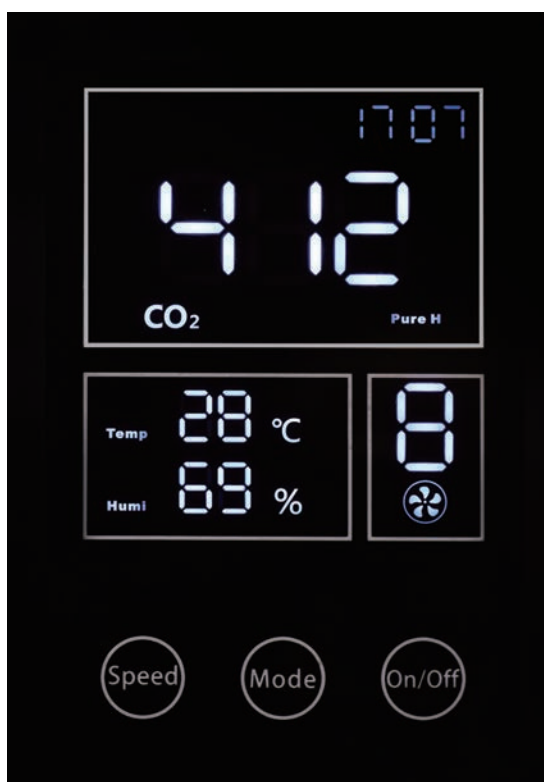 1707
412
CO₂ Pure H
Temp 28 °C
Humi 69 %
8
Speed Mode On/Off